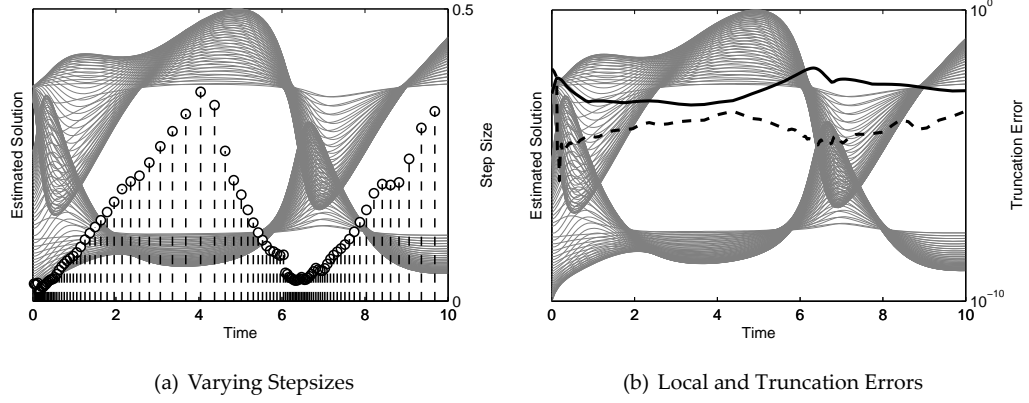 0.5
Estimated Solution
Step Size
0
0 2 4 6 8 10
Time
(a) Varying Stepsizes
10^0
Estimated Solution
Truncation Error
10^-10
0 2 4 6 8 10
Time
(b) Local and Truncation Errors